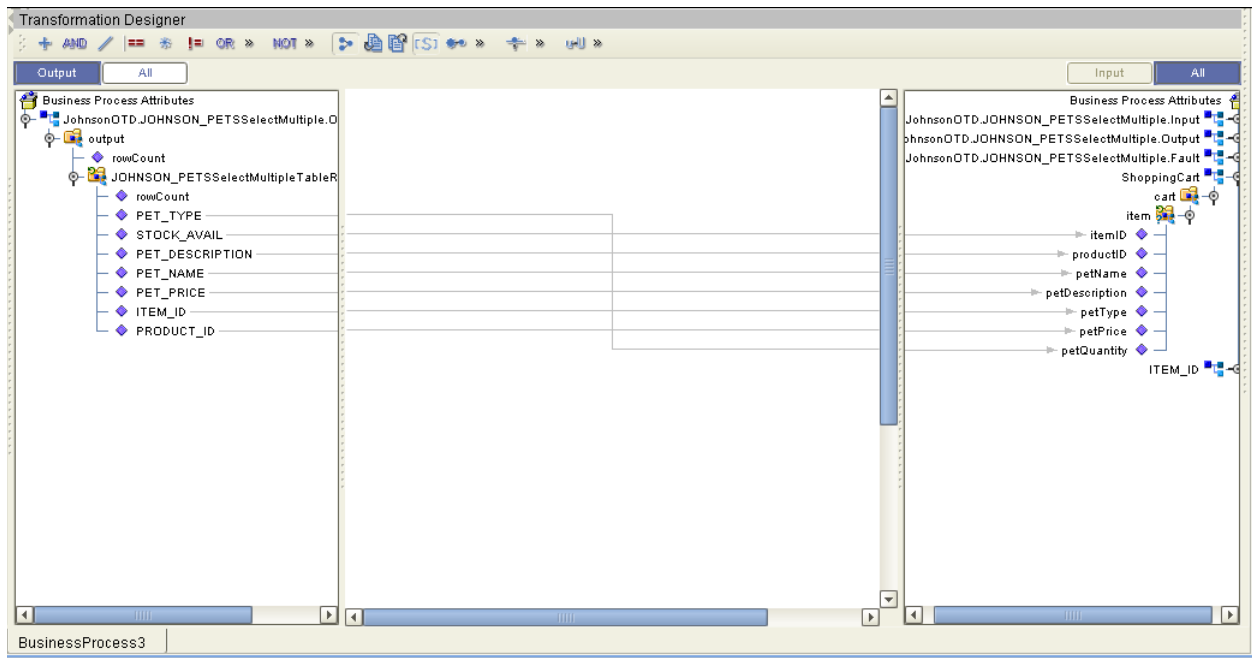 Transformation Designer
AND OR » NOT » [S] » » »
Output All Input All
Business Process Attributes
JohnsonOTD.JOHNSON_PETSSelectMultiple.O
output
rowCount
JOHNSON_PETSSelectMultipleTableR
rowCount
PET_TYPE
STOCK_AVAIL
PET_DESCRIPTION
PET_NAME
PET_PRICE
ITEM_ID
PRODUCT_ID
Business Process Attributes
JohnsonOTD.JOHNSON_PETSSelectMultiple.Input
ohnsonOTD.JOHNSON_PETSSelectMultiple.Output
JohnsonOTD.JOHNSON_PETSSelectMultiple.Fault
ShoppingCart
cart
item
itemID
productID
petName
petDescription
petType
petPrice
petQuantity
ITEM_ID
BusinessProcess3